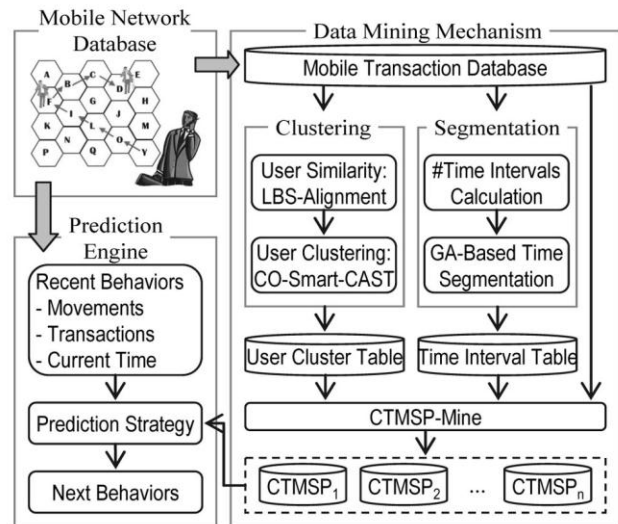 Mobile Network
Database
A
C
E
B
D
F
G
H
I
J
K
L
M
N
O
P
Q
Y
Data Mining Mechanism
Mobile Transaction Database
Clustering
User Similarity:
LBS-Alignment
User Clustering:
CO-Smart-CAST
User Cluster Table
Segmentation
#Time Intervals
Calculation
GA-Based Time
Segmentation
Time Interval Table
CTMSP-Mine
CTMSP1
CTMSP2
...
CTMSPn
Prediction
Engine
Recent Behaviors
- Movements
- Transactions
- Current Time
Prediction Strategy
Next Behaviors